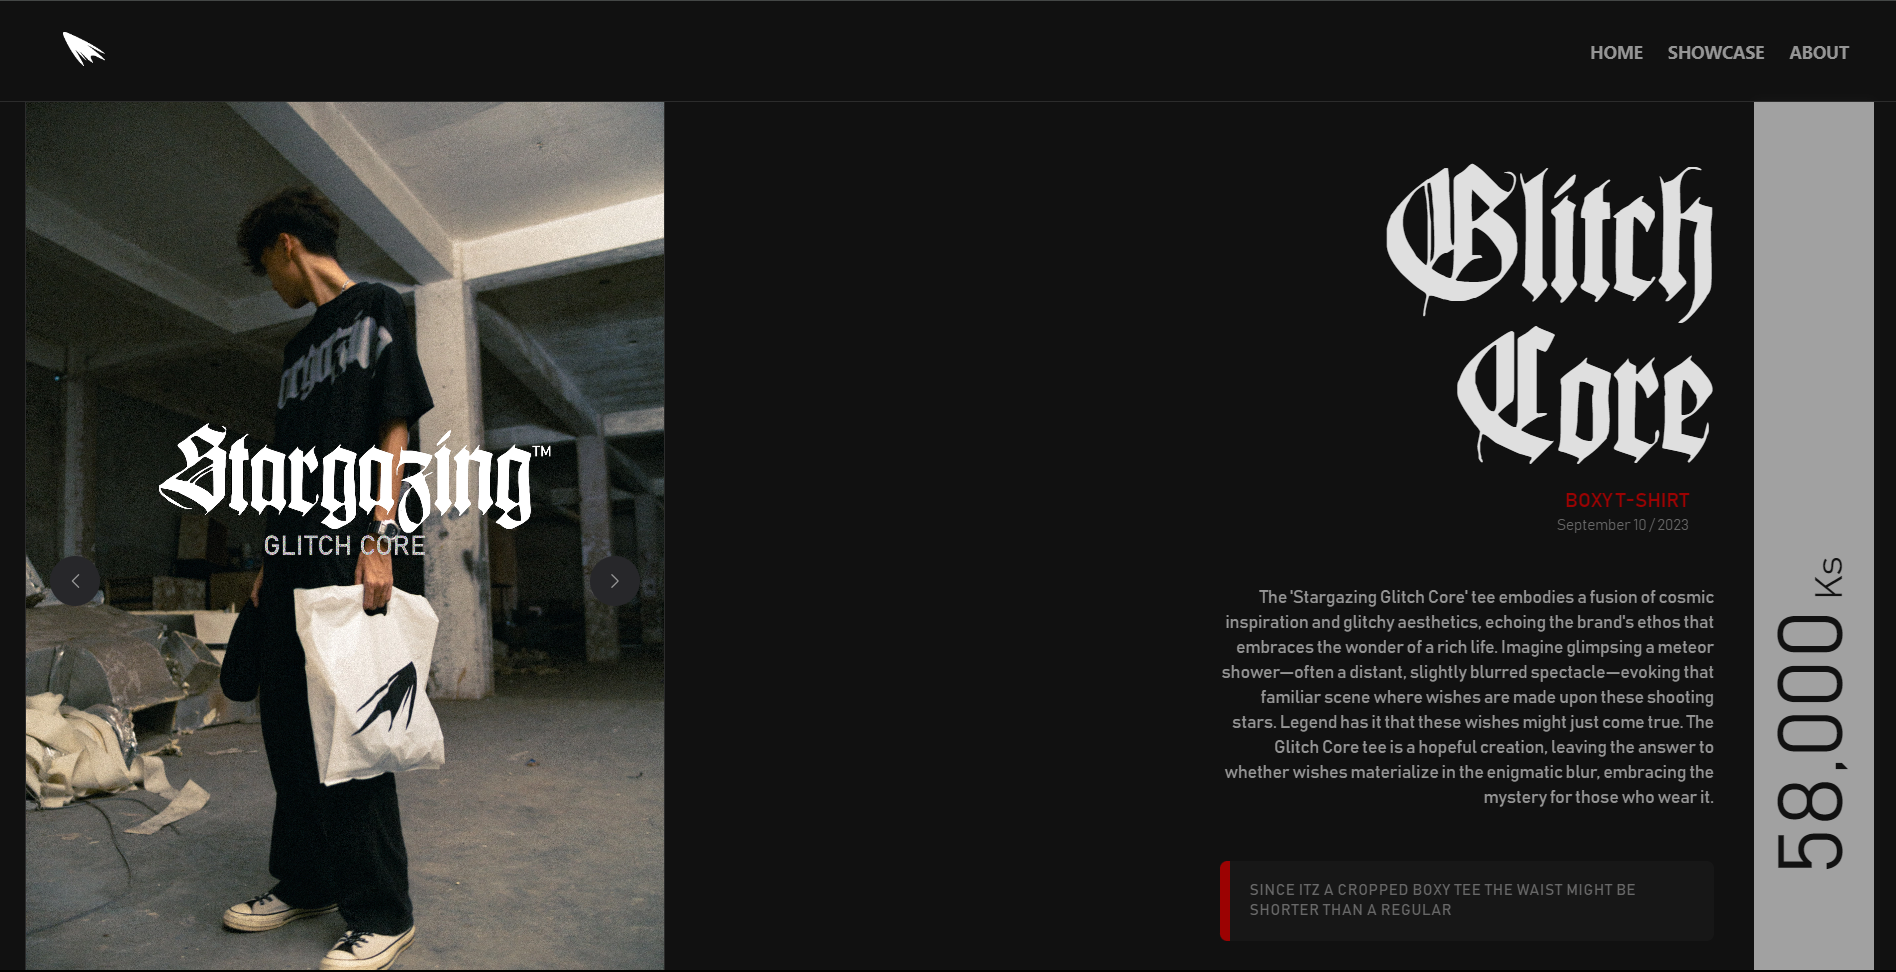 HOME SHOWCASE ABOUT
Stargazing™
GLITCH CORE
Glitch
Core
BOXY T-SHIRT
September 10 / 2023
The 'Stargazing Glitch Core' tee embodies a fusion of cosmic
inspiration and glitchy aesthetics, echoing the brand's ethos that
embraces the wonder of a rich life. Imagine glimpsing a meteor
shower—often a distant, slightly blurred spectacle—evoking that
familiar scene where wishes are made upon these shooting
stars. Legend has it that these wishes might just come true. The
Glitch Core tee is a hopeful creation, leaving the answer to
whether wishes materialize in the enigmatic blur, embracing the
mystery for those who wear it.
SINCE ITZ A CROPPED BOXY TEE THE WAIST MIGHT BE
SHORTER THAN A REGULAR
58,000 Ks